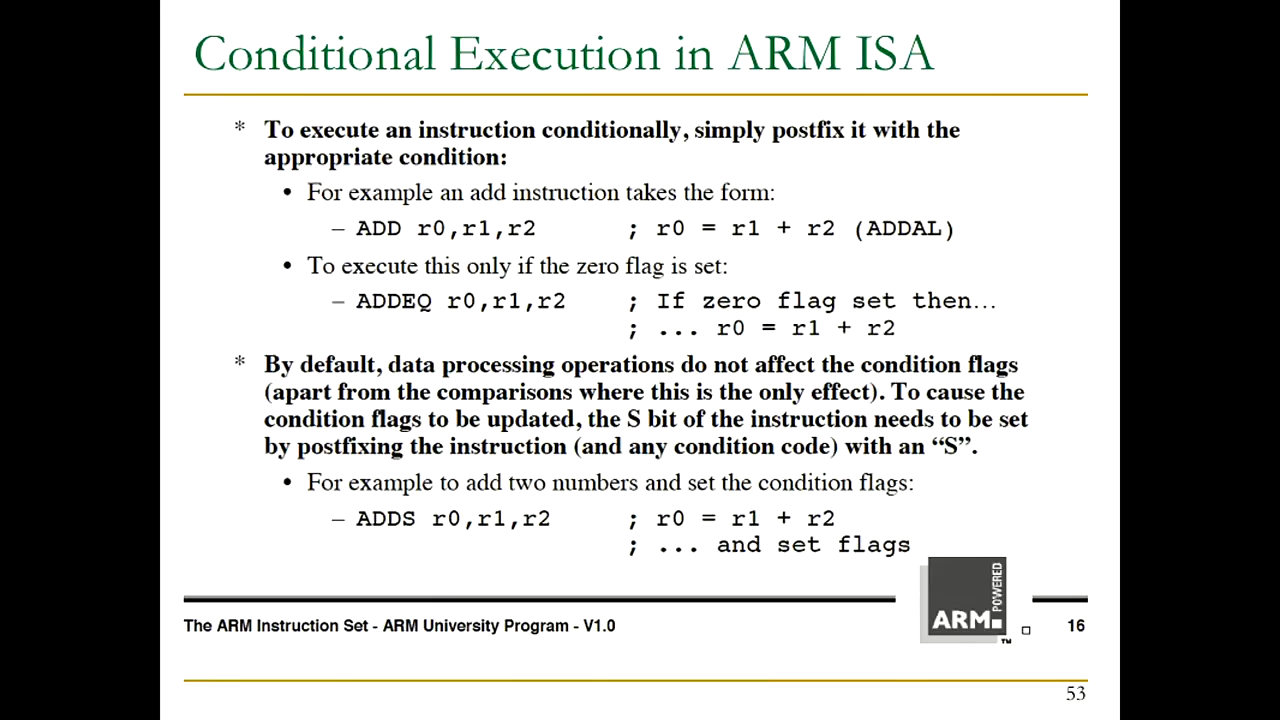 Conditional Execution in ARM ISA
* To execute an instruction conditionally, simply postfix it with the
appropriate condition:
• For example an add instruction takes the form:
– ADD r0,r1,r2 ; r0 = r1 + r2 (ADDAL)
• To execute this only if the zero flag is set:
– ADDEQ r0,r1,r2 ; If zero flag set then…
; ... r0 = r1 + r2
* By default, data processing operations do not affect the condition flags
(apart from the comparisons where this is the only effect). To cause the
condition flags to be updated, the S bit of the instruction needs to be set
by postfixing the instruction (and any condition code) with an “S”.
• For example to add two numbers and set the condition flags:
– ADDS r0,r1,r2 ; r0 = r1 + r2
; ... and set flags
ARM POWERED
TM
The ARM Instruction Set - ARM University Program - V1.0
16
53